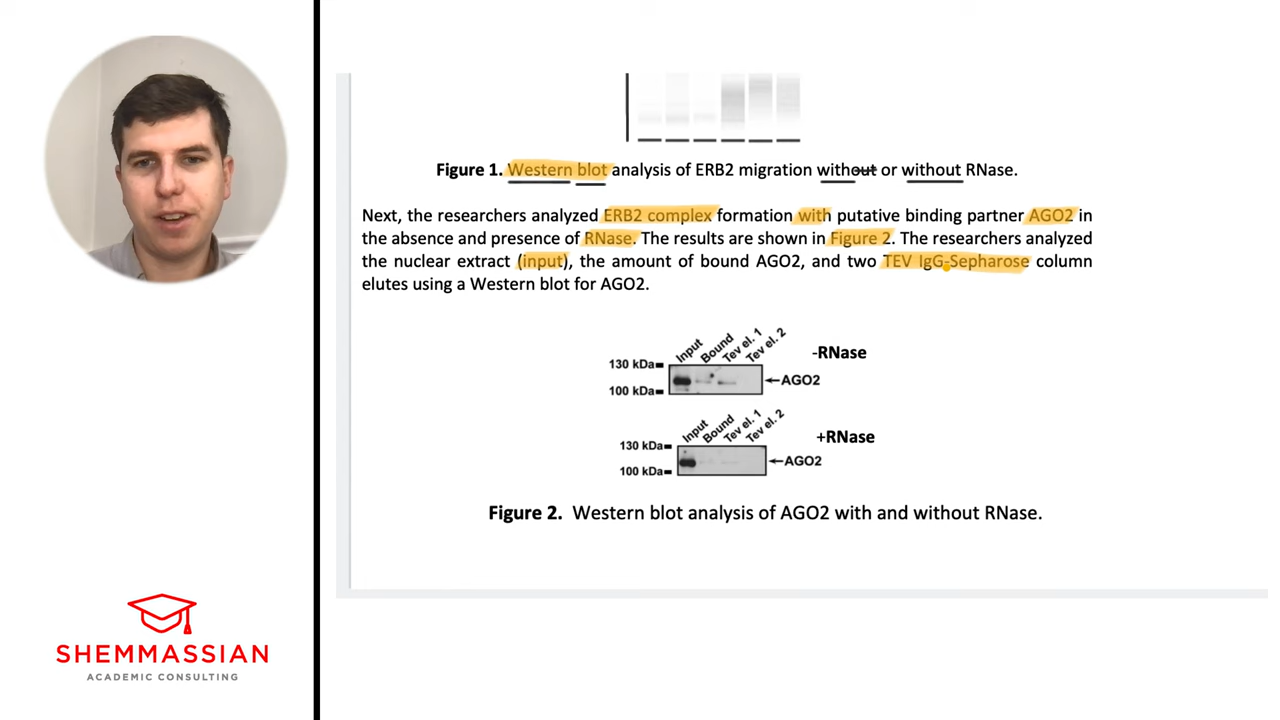 Figure 1. Western blot analysis of ERB2 migration without or without RNase.
Next, the researchers analyzed ERB2 complex formation with putative binding partner AGO2 in
the absence and presence of RNase. The results are shown in Figure 2. The researchers analyzed
the nuclear extract (input), the amount of bound AGO2, and two TEV IgG-Sepharose column
elutes using a Western blot for AGO2.
Input Bound Tev el. 1 Tev el. 2
-RNase
130 kDa
100 kDa
AGO2
Input Bound Tev el. 1 Tev el. 2
+RNase
130 kDa
100 kDa
AGO2
Figure 2. Western blot analysis of AGO2 with and without RNase.
SHEMMASSIAN
ACADEMIC CONSULTING